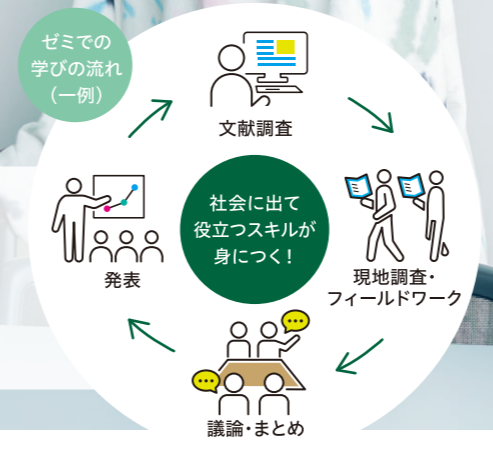 ゼミでの
学びの流れ
（一例）
文献調査
社会に出て
役立つスキルが
身につく！
現地調査・
フィールドワーク
議論・まとめ
発表